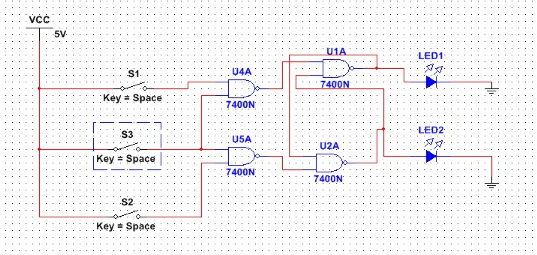 VCC
5V
S1
Key = Space
U4A
7400N
U1A
7400N
LED1
S3
Key = Space
U5A
7400N
U2A
7400N
LED2
S2
Key = Space